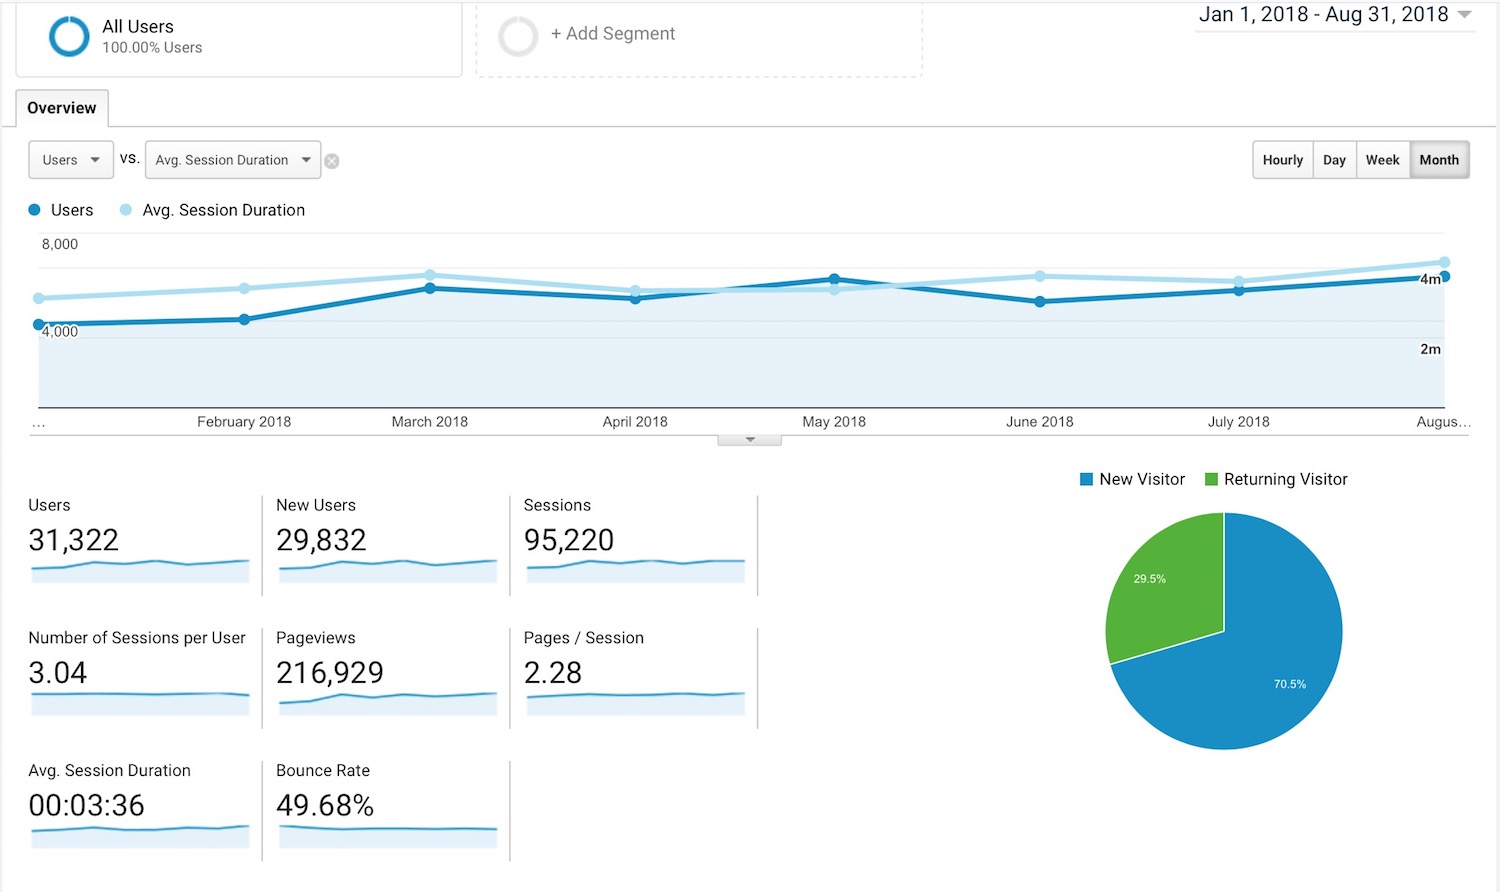 All Users
100.00% Users
+ Add Segment
Jan 1, 2018 - Aug 31, 2018
Overview
Users vs. Avg. Session Duration
Hourly Day Week Month
Users Avg. Session Duration
8,000
4m
4,000
2m
... February 2018 March 2018 April 2018 May 2018 June 2018 July 2018 Augus...
New Visitor Returning Visitor
Users New Users Sessions
31,322 29,832 95,220
29.5%
Number of Sessions per User Pageviews Pages / Session
3.04 216,929 2.28
70.5%
Avg. Session Duration Bounce Rate
00:03:36 49.68%